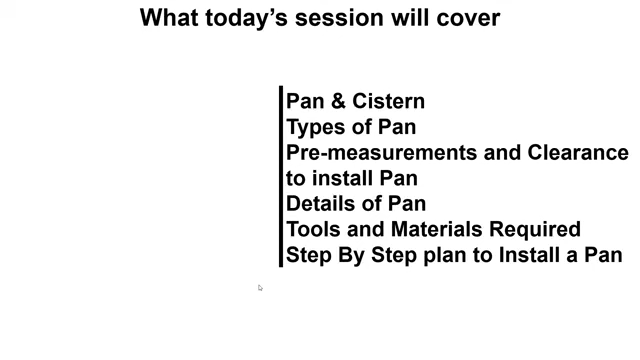 What today’s session will cover
Pan & Cistern
Types of Pan
Pre-measurements and Clearance
to install Pan
Details of Pan
Tools and Materials Required
Step By Step plan to Install a Pan